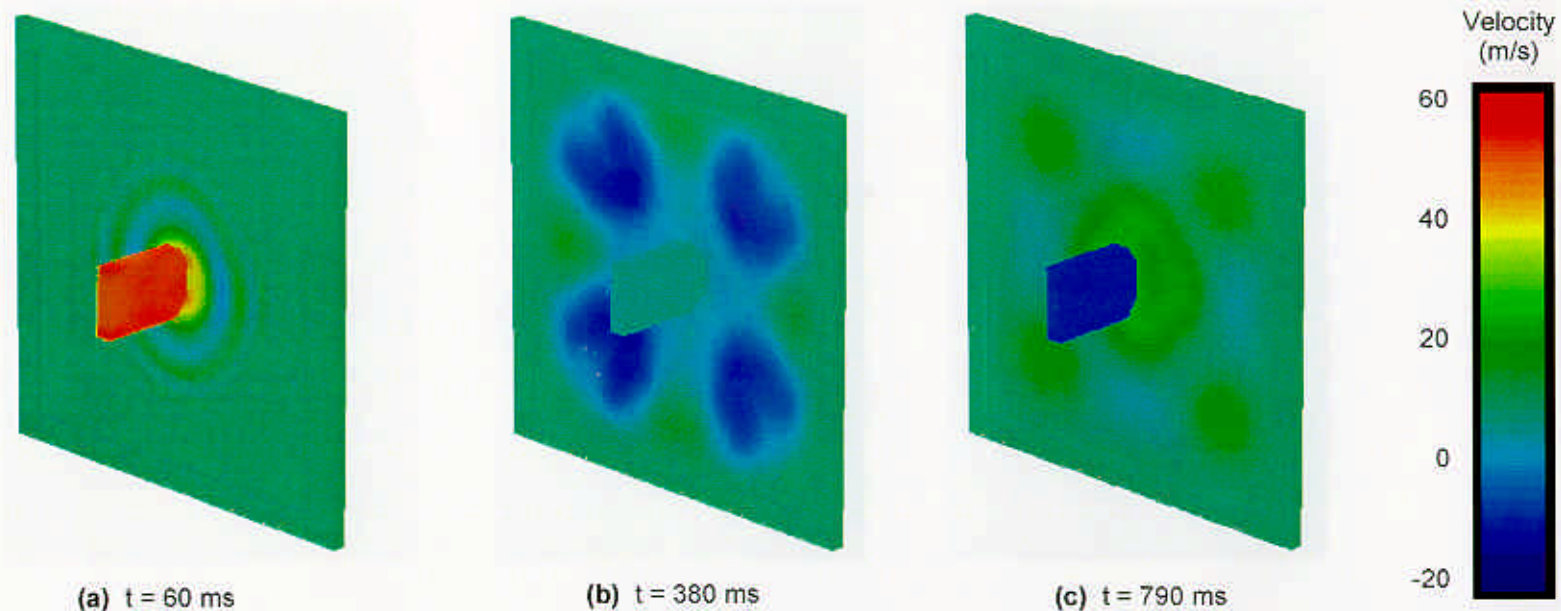 Velocity
(m/s)
60
40
20
0
-20
(a) t = 60 ms
(b) t = 380 ms
(c) t = 790 ms